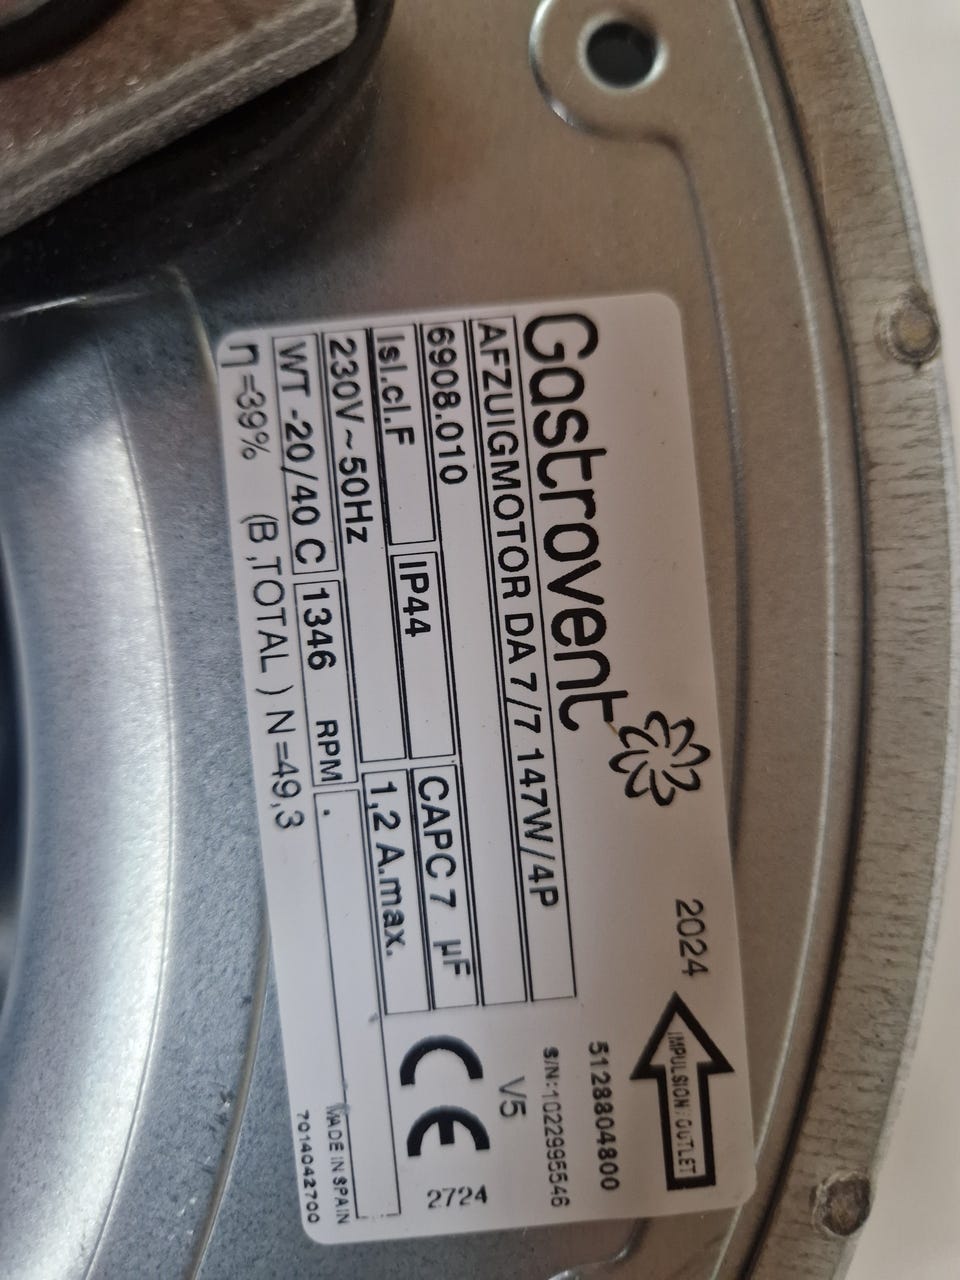 Gastrovent
2024
IMPULSION : OUTLET
AFZUIGMOTOR DA 7/7 147W/4P
5128804800
6908.010
S/N:1022995546
Isl.cl.F IP44 CAPC 7 µF
V5
230V~50Hz 1,2 A.max.
CE
WT -20/40 C 1346 RPM .
2724
η =39% (B,TOTAL ) N =49,3
MADE IN SPAIN
7014042700